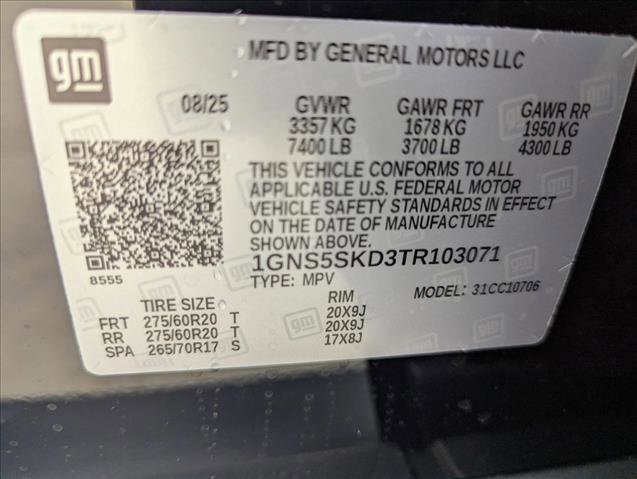 gm
MFD BY GENERAL MOTORS LLC
08/25 GVWR GAWR FRT GAWR RR
3357 KG 1678 KG 1950 KG
7400 LB 3700 LB 4300 LB
THIS VEHICLE CONFORMS TO ALL
APPLICABLE U.S. FEDERAL MOTOR
VEHICLE SAFETY STANDARDS IN EFFECT
ON THE DATE OF MANUFACTURE
SHOWN ABOVE.
8555
1GNS5SKD3TR103071
TYPE: MPV MODEL: 31CC10706
TIRE SIZE RIM
FRT 275/60R20 T 20X9J
RR 275/60R20 T 20X9J
SPA 265/70R17 S 17X8J